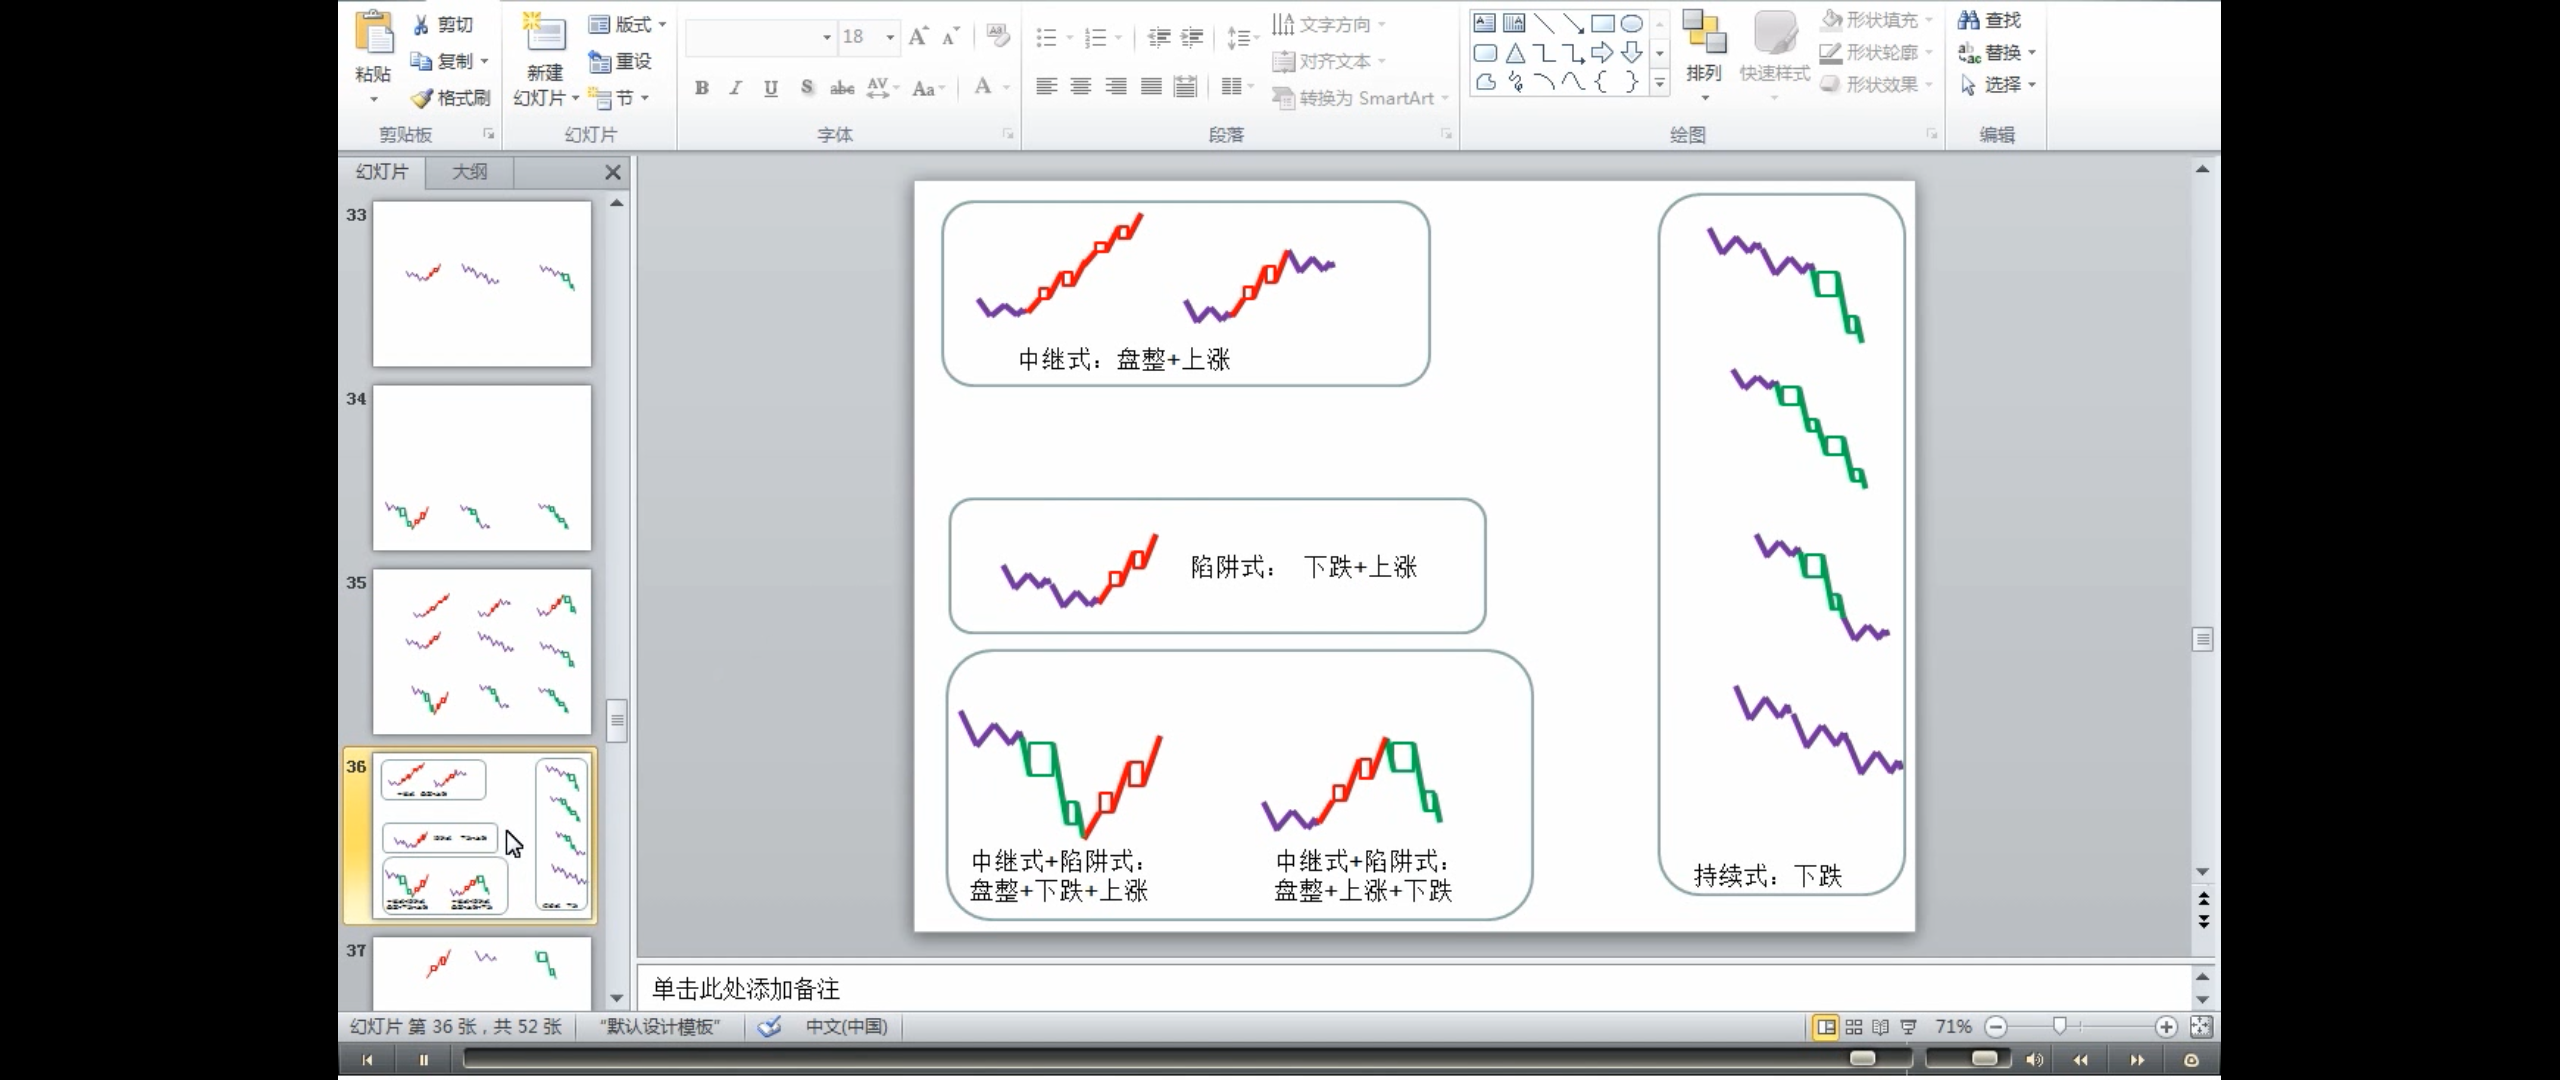 剪切
复制
格式刷
粘贴
剪贴板
新建
幻灯片
版式
重设
节
幻灯片
18
B I U S abc AV Aa A
字体
文字方向
对齐文本
转换为 SmartArt
段落
排列
快速样式
形状填充
形状轮廓
形状效果
绘图
查找
替换
选择
编辑
幻灯片
大纲
33
34
35
36
37
中继式：盘整+上涨
陷阱式： 下跌+上涨
中继式+陷阱式：
盘整+下跌+上涨
中继式+陷阱式：
盘整+上涨+下跌
持续式：下跌
单击此处添加备注
幻灯片 第 36 张，共 52 张
“默认设计模板”
中文(中国)
71%